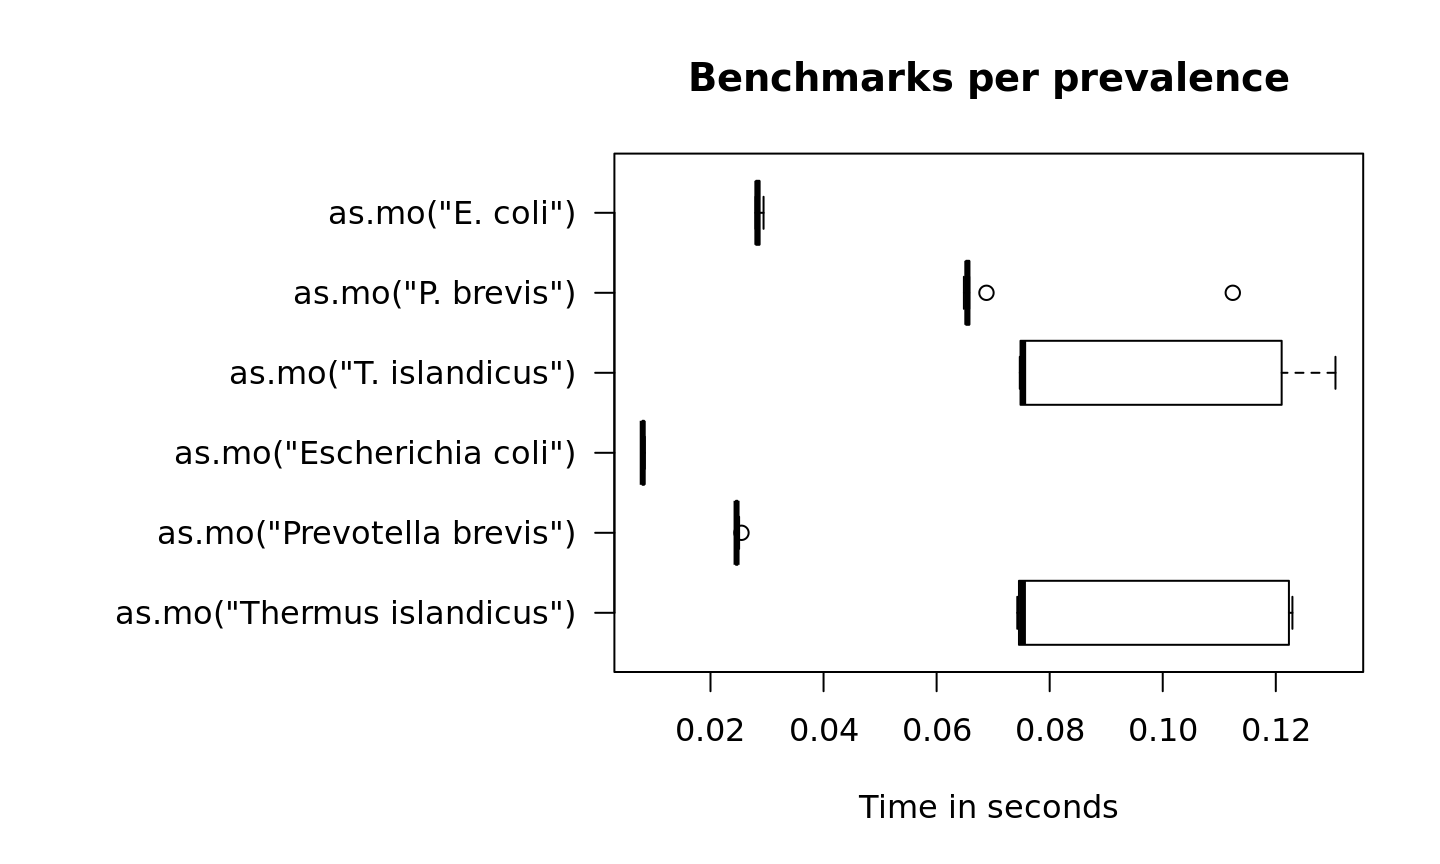 Benchmarks per prevalence
as.mo("E. coli")
as.mo("P. brevis")
as.mo("T. islandicus")
as.mo("Escherichia coli")
as.mo("Prevotella brevis")
as.mo("Thermus islandicus")
0.02 0.04 0.06 0.08 0.10 0.12
Time in seconds